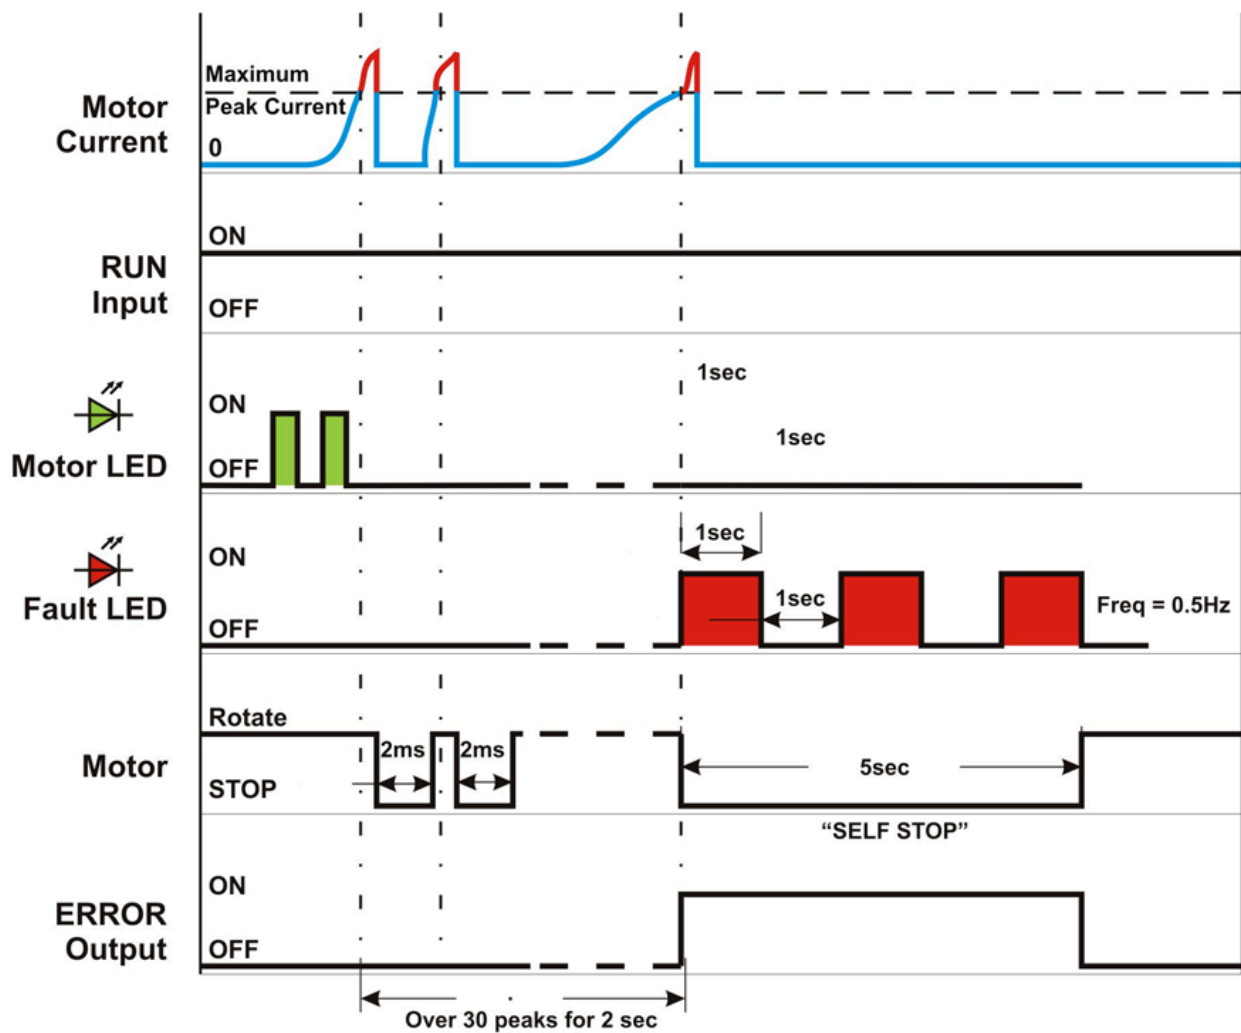 Maximum
Peak Current
Motor
Current
0
ON
RUN
Input
OFF
1sec
ON
1sec
Motor LED
OFF
1sec
ON
1sec
Fault LED
Freq = 0.5Hz
OFF
Rotate
2ms
2ms
Motor
5sec
STOP
“SELF STOP”
ON
ERROR
Output
OFF
Over 30 peaks for 2 sec